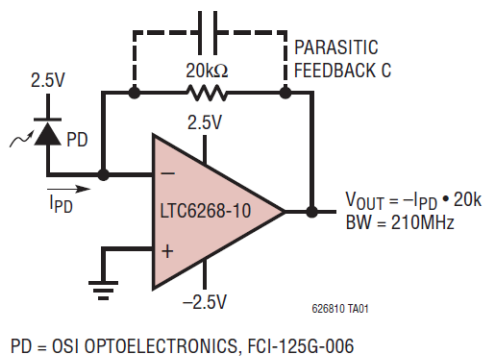 PARASITIC
FEEDBACK C
20kΩ
2.5V
PD
2.5V
IPD
–
LTC6268-10
+
VOUT = –IPD • 20k
BW = 210MHz
–2.5V
626810 TA01
PD = OSI OPTOELECTRONICS, FCI-125G-006